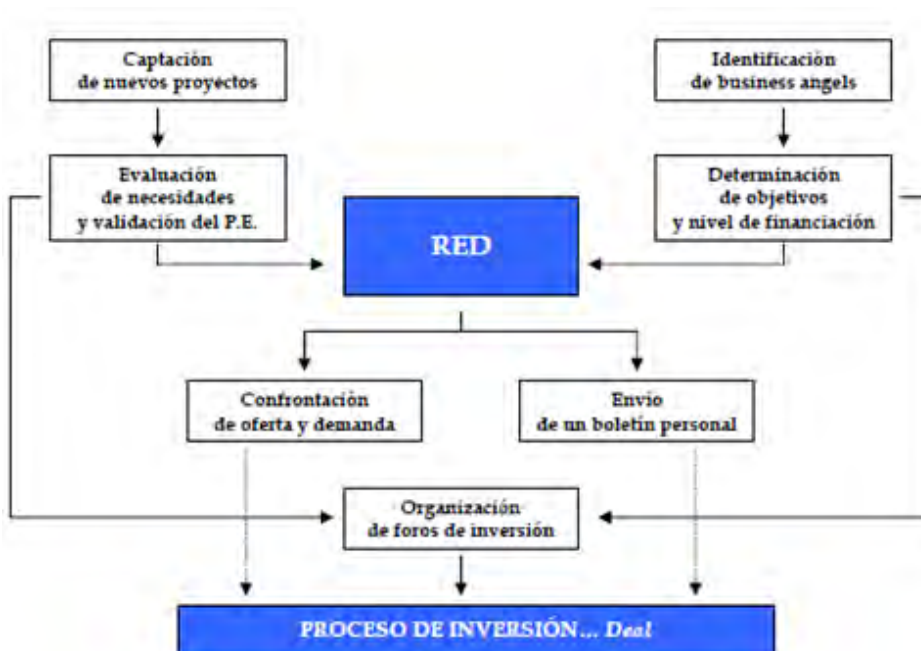 Captación
de nuevos proyectos
Identificación
de business angels
Evaluación
de necesidades
y validación del P.E.
Determinación
de objetivos
y nivel de financiación
RED
Confrontación
de oferta y demanda
Envío
de un boletín personal
Organización
de foros de inversión
PROCESO DE INVERSIÓN... Deal